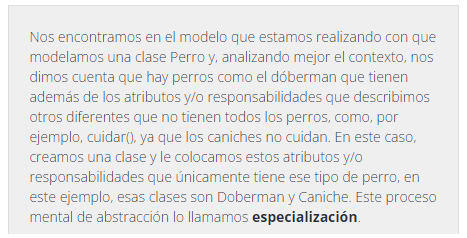 Nos encontramos en el modelo que estamos realizando con que
modelamos una clase Perro y, analizando mejor el contexto, nos
dimos cuenta que hay perros como el dóberman que tienen
además de los atributos y/o responsabilidades que describimos
otros diferentes que no tienen todos los perros, como, por
ejemplo, cuidar(), ya que los caniches no cuidan. En este caso,
creamos una clase y le colocamos estos atributos y/o
responsabilidades que únicamente tiene ese tipo de perro, en
este ejemplo, esas clases son Doberman y Caniche. Este proceso
mental de abstracción lo llamamos especialización.